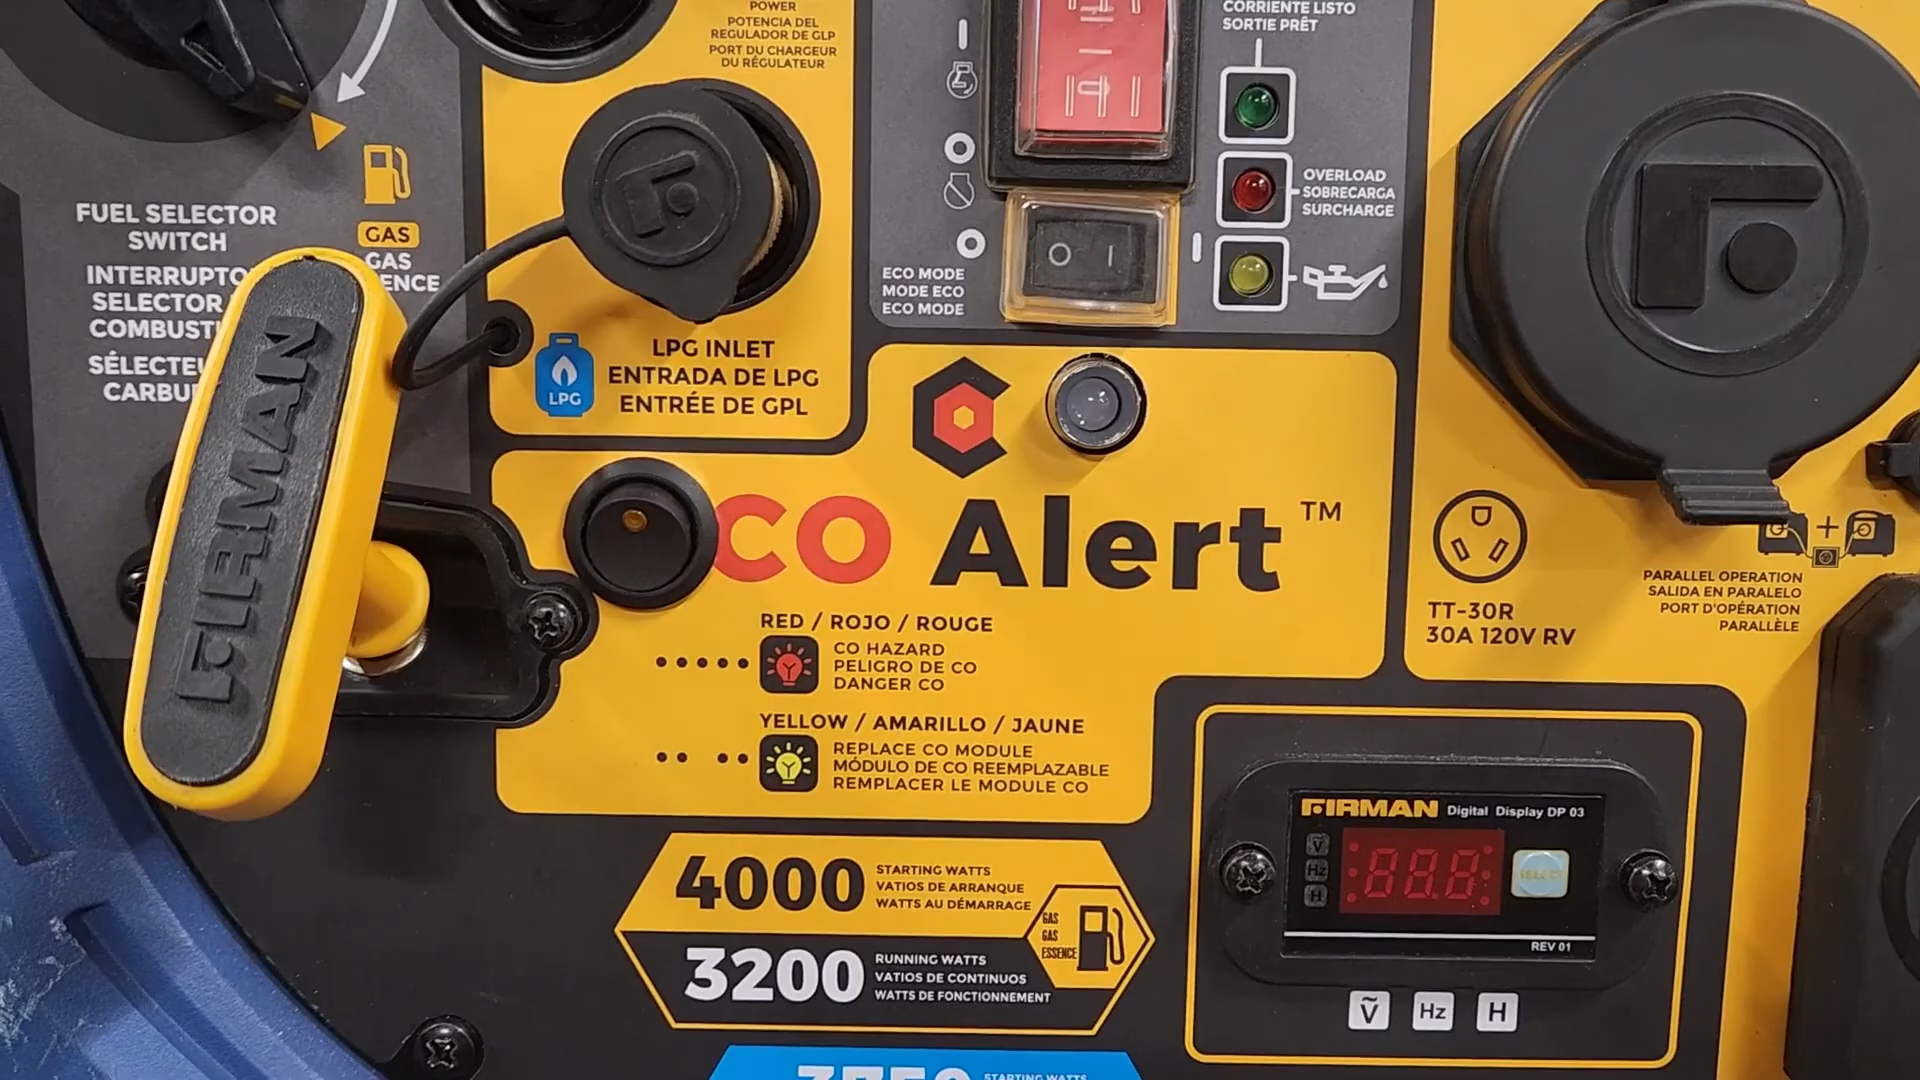 POWER
POTENCIA DEL
REGULADOR DE GLP
PORT DU CHARGEUR
DU RÉGULATEUR
CORRIENTE LISTO
SORTIE PRÊT
OVERLOAD
SOBRECARGA
SURCHARGE
ECO MODE
MODE ECO
ECO MODE
FUEL SELECTOR
SWITCH
INTERRUPTO
SELECTOR
COMBUSTI
SÉLECTEU
CARBU
GAS
GAS
ENCE
FIRMAN
LPG
LPG INLET
ENTRADA DE LPG
ENTRÉE DE GPL
CO Alert ™
RED / ROJO / ROUGE
CO HAZARD
PELIGRO DE CO
DANGER CO
YELLOW / AMARILLO / JAUNE
REPLACE CO MODULE
MÓDULO DE CO REEMPLAZABLE
REMPLACER LE MODULE CO
TT-30R
30A 120V RV
PARALLEL OPERATION
SALIDA EN PARALELO
PORT D'OPÉRATION
PARALLÈLE
4000 STARTING WATTS
VATIOS DE ARRANQUE
WATTS AU DÉMARRAGE
3200 RUNNING WATTS
VATIOS DE CONTINUOS
WATTS DE FONCTIONNEMENT
GAS
GAS
ESSENCE
STARTING WATTS
FIRMAN Digital Display DP 03
V
Hz
H
888
SELECT
REV 01
Ṽ Hz H